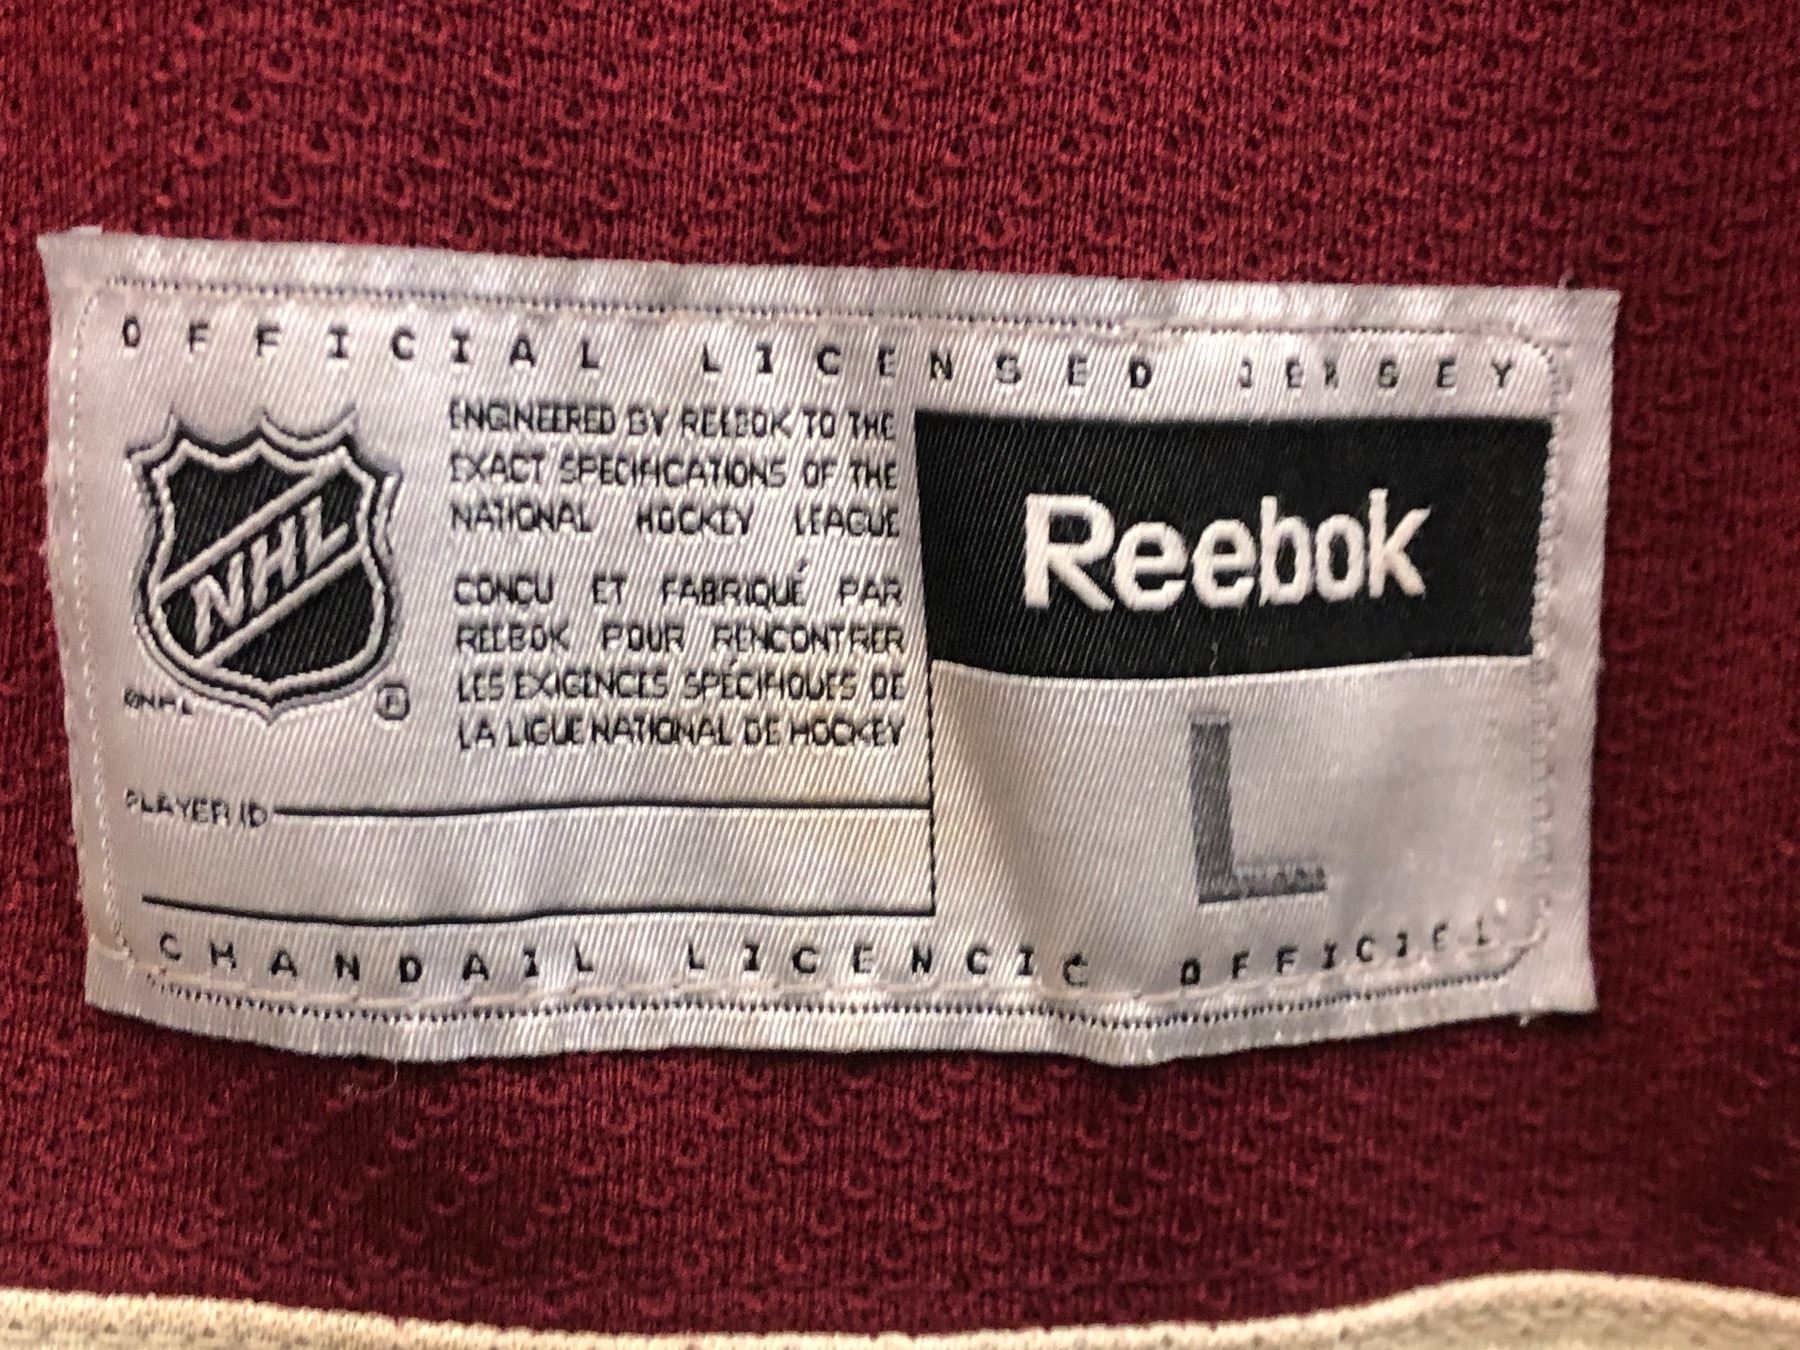 OFFICIAL LICENSED JERSEY
NHL
©NHL
®
ENGINEERED BY REEBOK TO THE
EXACT SPECIFICATIONS OF THE
NATIONAL HOCKEY LEAGUE
CONCU ET FABRIQUÉ PAR
REEBOK POUR RENCONTRER
LES EXIGENCES SPÉCIFIQUES DE
LA LIGUE NATIONAL DE HOCKEY
Reebok
L
PLAYER ID
CHANDAIL LICENCIÉ OFFICIEL